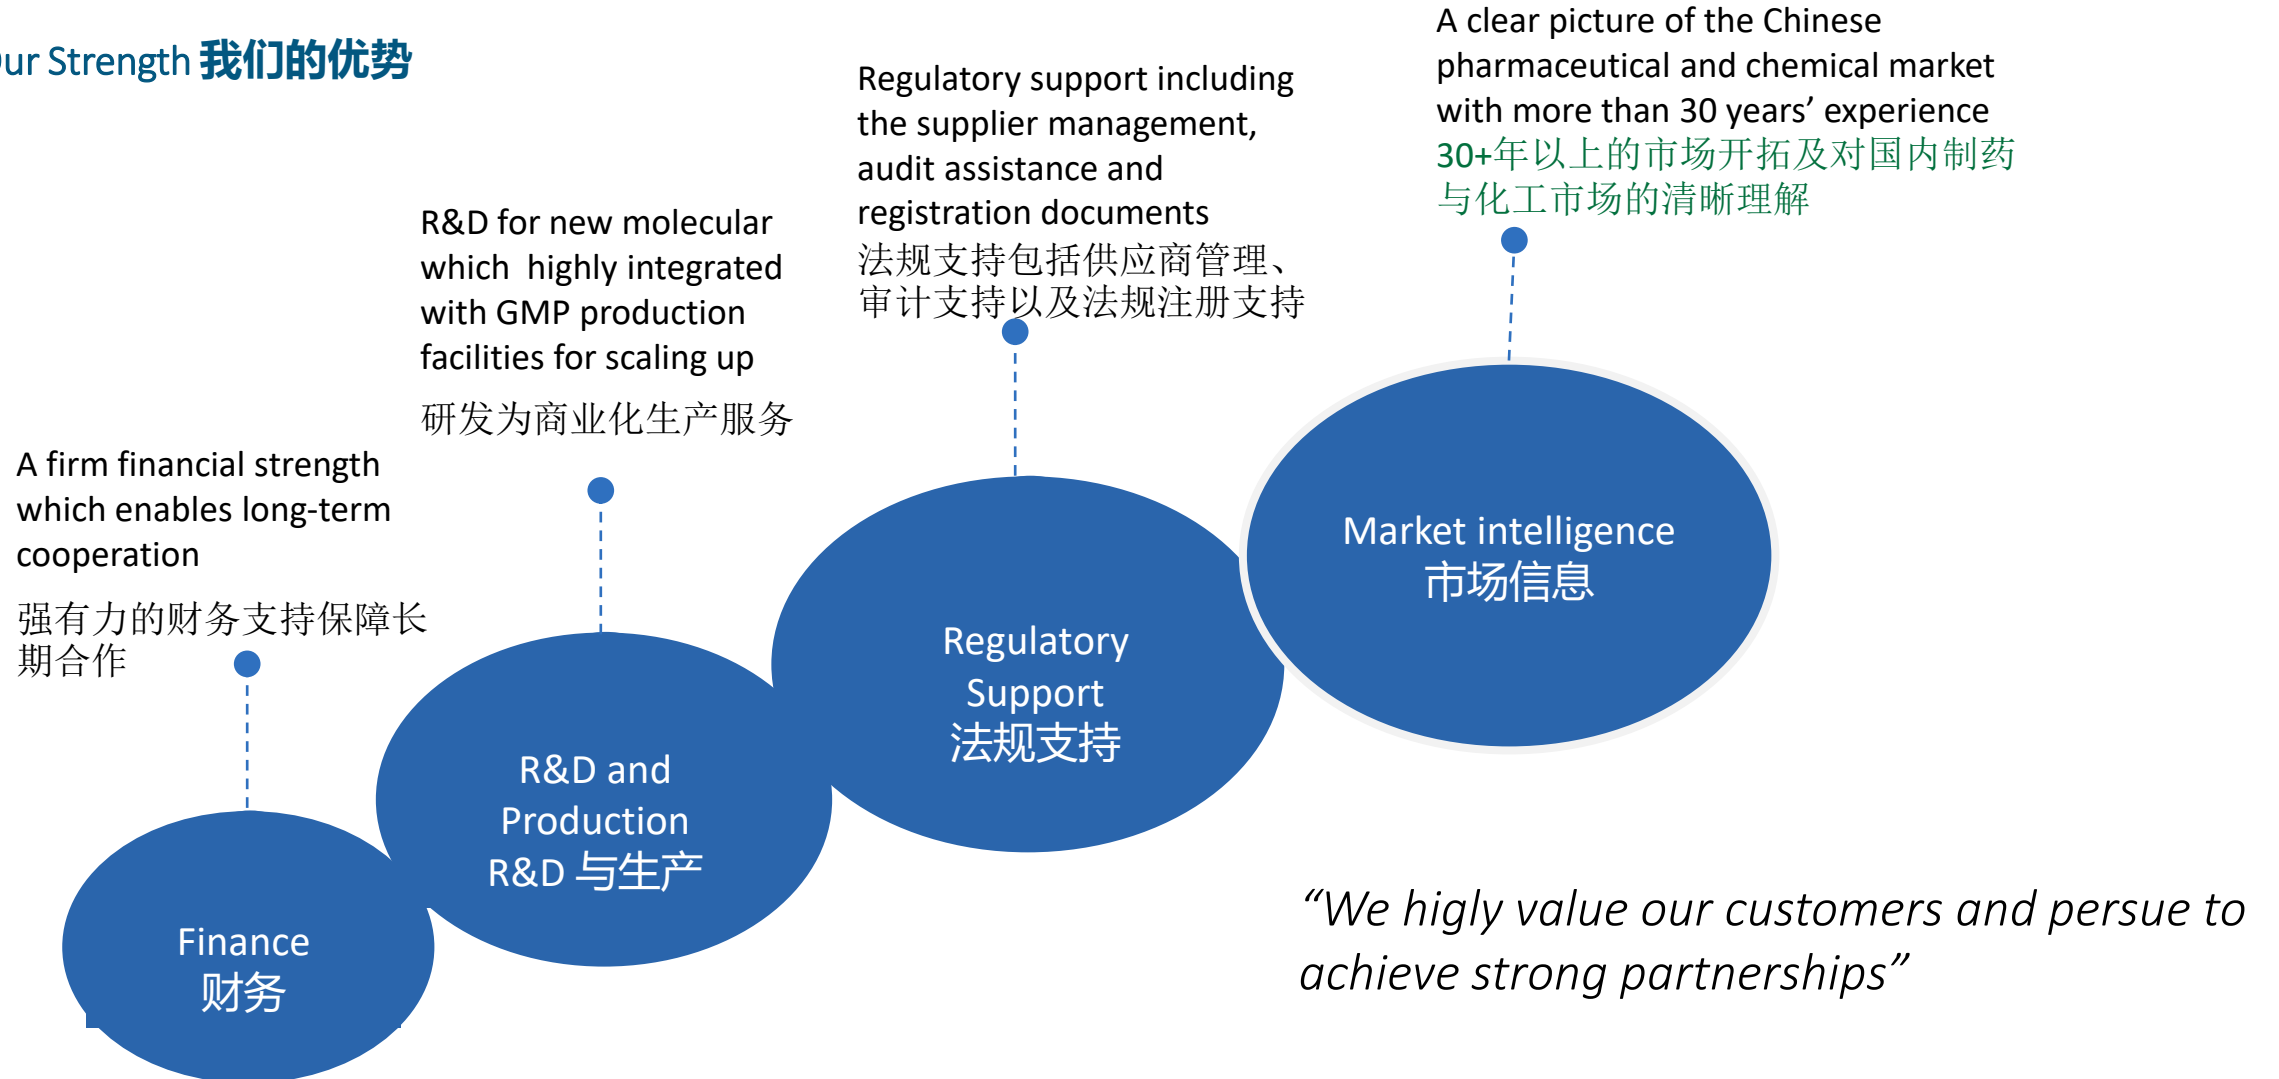 ur Strength 我们的优势
A clear picture of the Chinese
pharmaceutical and chemical market
with more than 30 years’ experience
30+年以上的市场开拓及对国内制药
与化工市场的清晰理解
Regulatory support including
the supplier management,
audit assistance and
registration documents
法规支持包括供应商管理、
审计支持以及法规注册支持
R&D for new molecular
which highly integrated
with GMP production
facilities for scaling up
研发为商业化生产服务
A firm financial strength
which enables long-term
cooperation
强有力的财务支持保障长
期合作
Market intelligence
市场信息
Regulatory
Support
法规支持
R&D and
Production
R&D 与生产
Finance
财务
“We higly value our customers and persue to
achieve strong partnerships”